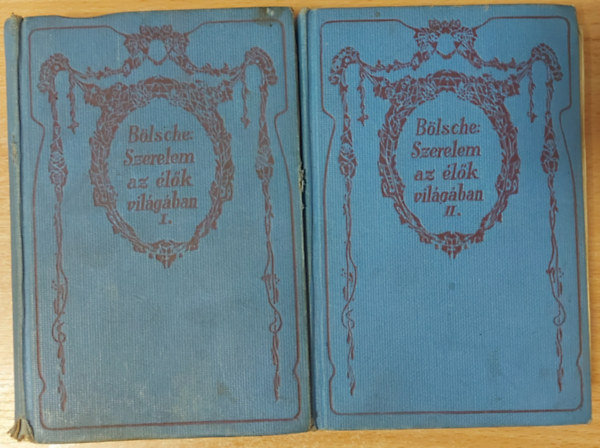 Bölsche:
Szerelem
az élők
világában
I.
Bölsche:
Szerelem
az élők
világában
II.